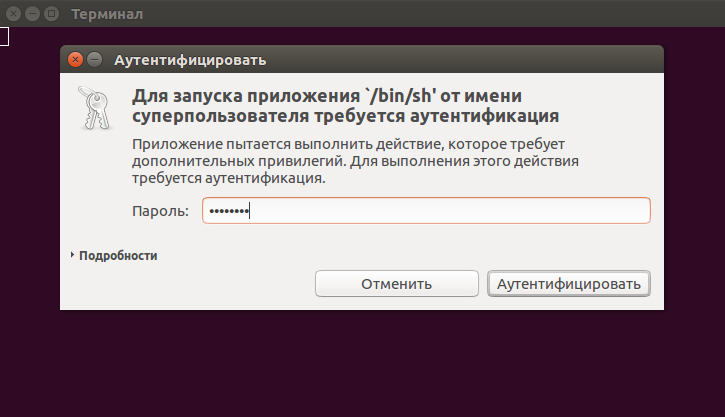 Терминал
Аутентифицировать
Для запуска приложения `/bin/sh' от имени
суперпользователя требуется аутентификация
Приложение пытается выполнить действие, которое требует
дополнительных привилегий. Для выполнения этого действия
требуется аутентификация.
Пароль: ••••••••
Подробности
Отменить Аутентифицировать